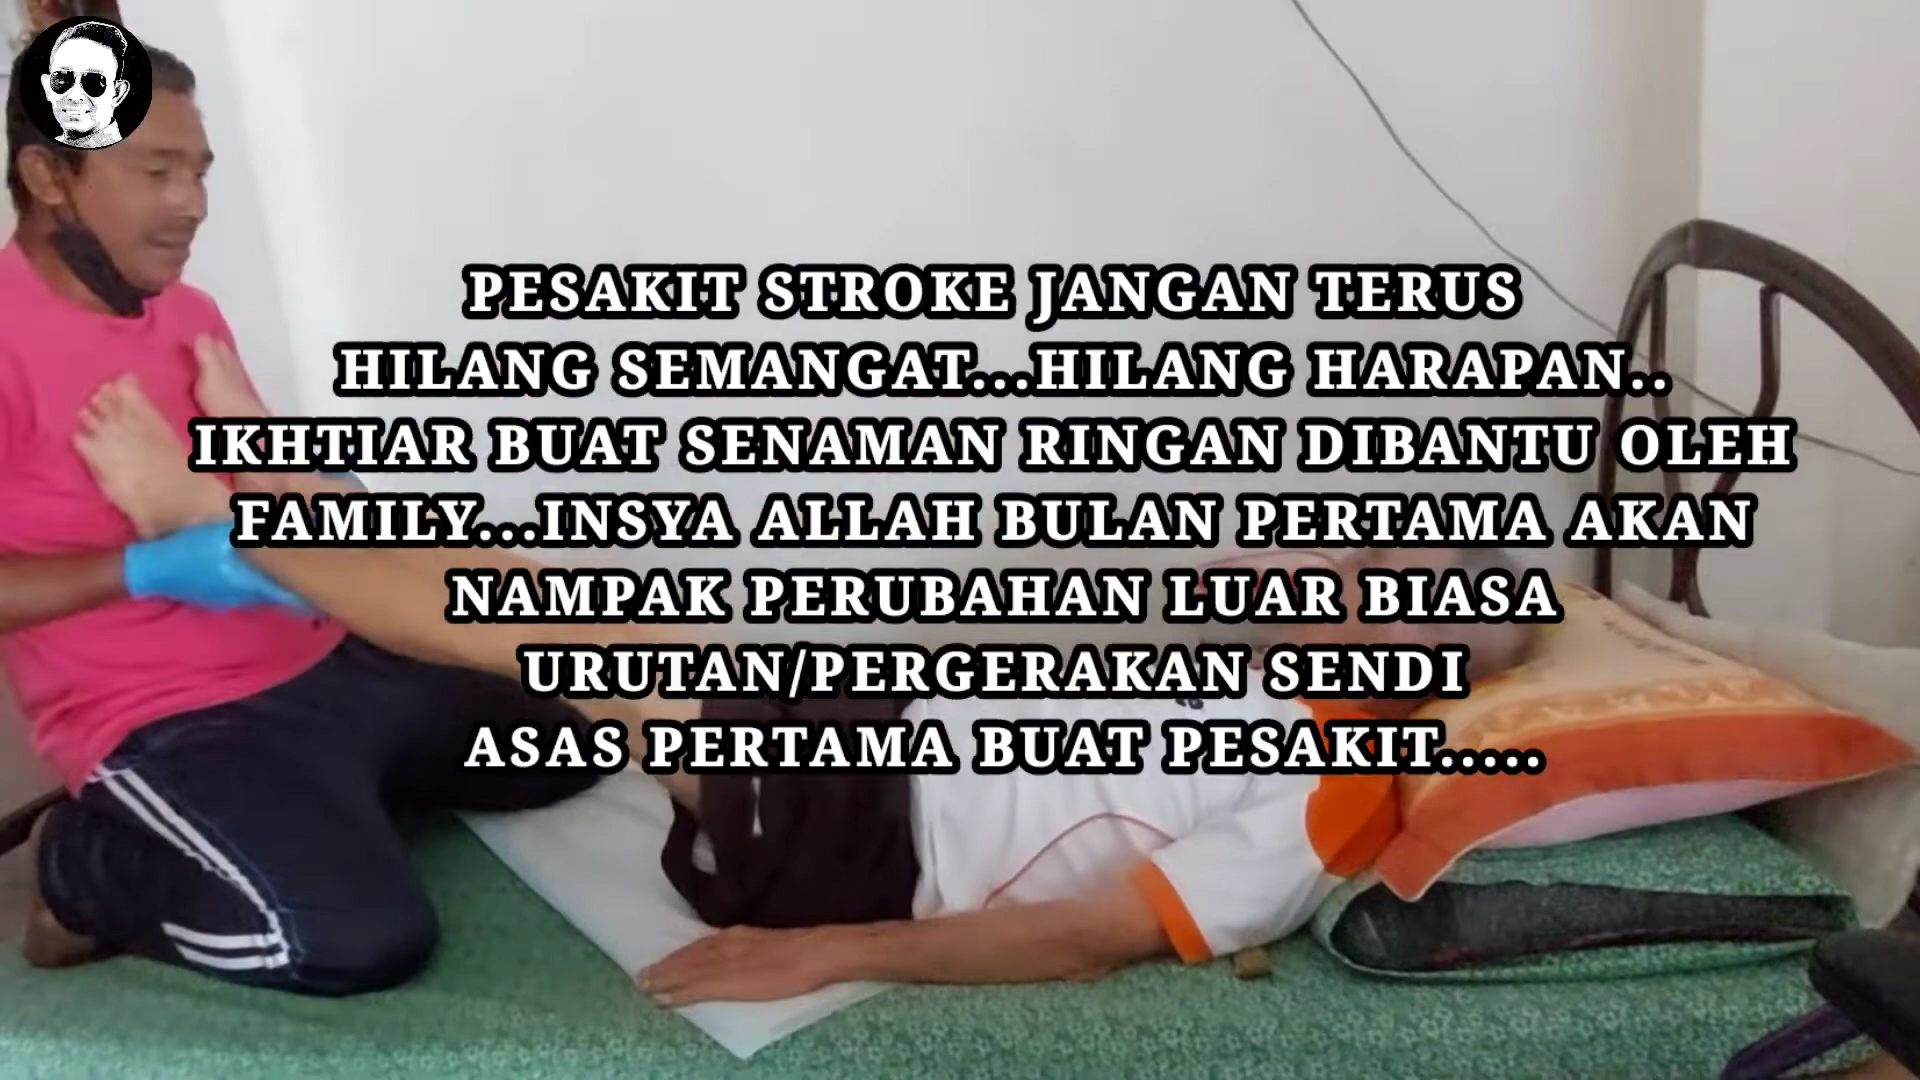 PESAKIT STROKE JANGAN TERUS
HILANG SEMANGAT...HILANG HARAPAN..
IKHTIAR BUAT SENAMAN RINGAN DIBANTU OLEH
FAMILY...INSYA ALLAH BULAN PERTAMA AKAN
NAMPAK PERUBAHAN LUAR BIASA
URUTAN/PERGERAKAN SENDI
ASAS PERTAMA BUAT PESAKIT.....